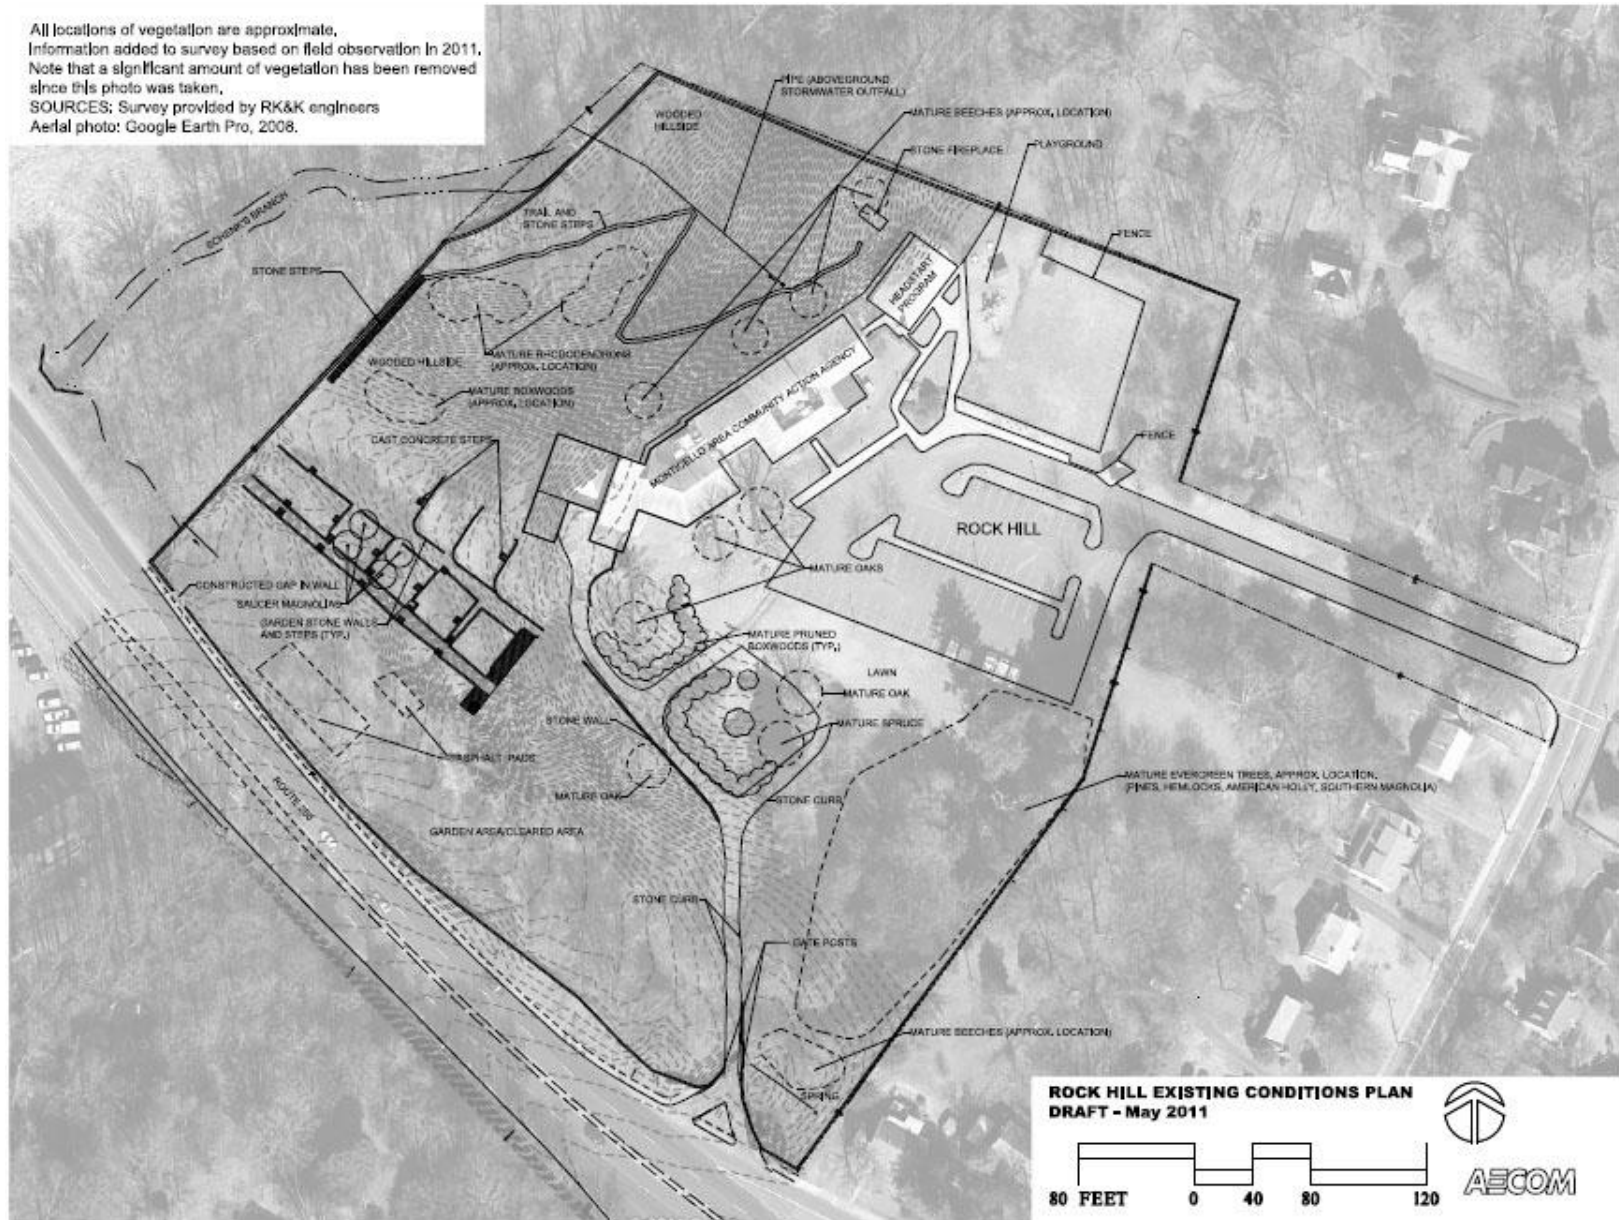 All locations of vegetation are approximate.
Information added to survey based on field observation in 2011.
Note that a significant amount of vegetation has been removed
since this photo was taken.
SOURCES: Survey provided by RK&K engineers
Aerial photo: Google Earth Pro, 2008.
PIPE (ABOVEGROUND
STORMWATER OUTFALL)
WOODED
HILLSIDE
MATURE BEECHES (APPROX. LOCATION)
STONE FIREPLACE
PLAYGROUND
SCHENK'S BRANCH
TRAIL AND
STONE STEPS
FENCE
STONE STEPS
HEADSTART
PROGRAM
WOODED HILLSIDE
MATURE RHODODENDRONS
(APPROX. LOCATION)
MATURE BOXWOODS
(APPROX. LOCATION)
MONTICELLO AREA COMMUNITY ACTION AGENCY
CAST CONCRETE STEPS
FENCE
ROCK HILL
MATURE OAKS
CONSTRUCTED GAP IN WALL
SAUCER MAGNOLIAS
GARDEN STONE WALLS
AND STEPS (TYP.)
MATURE PRUNED
BOXWOODS (TYP.)
LAWN
MATURE OAK
STONE WALL
MATURE SPRUCE
ASPHALT PADS
MATURE EVERGREEN TREES, APPROX. LOCATION.
(PINES, HEMLOCKS, AMERICAN HOLLY, SOUTHERN MAGNOLIA)
MATURE OAK
STONE CURB
ROUTE 250
GARDEN AREA/CLEARED AREA
STONE CURB
GATE POSTS
MATURE BEECHES (APPROX. LOCATION)
SPRING
ROCK HILL EXISTING CONDITIONS PLAN
DRAFT - May 2011
80 FEET 0 40 80 120
AECOM